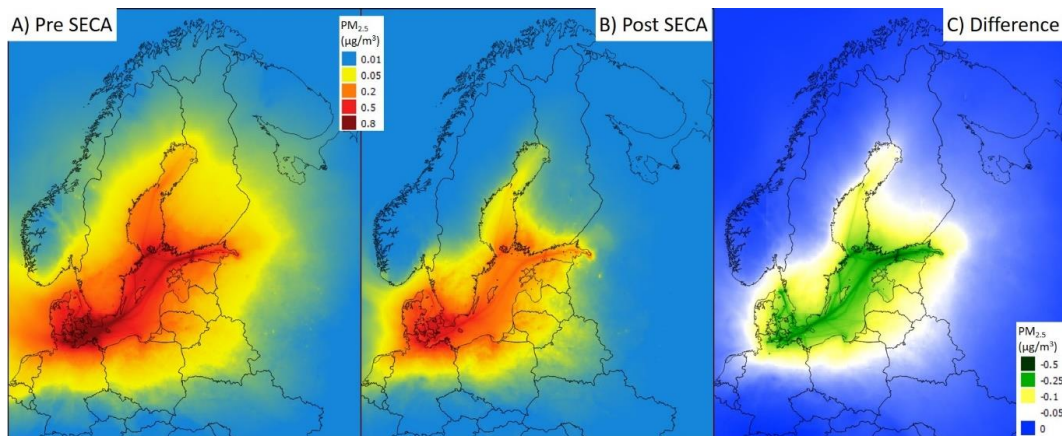 A) Pre SECA
PM2.5
(µg/m³)
0.01
0.05
0.2
0.5
0.8
B) Post SECA
C) Difference
PM2.5
(µg/m³)
-0.5
-0.25
-0.1
-0.05
0